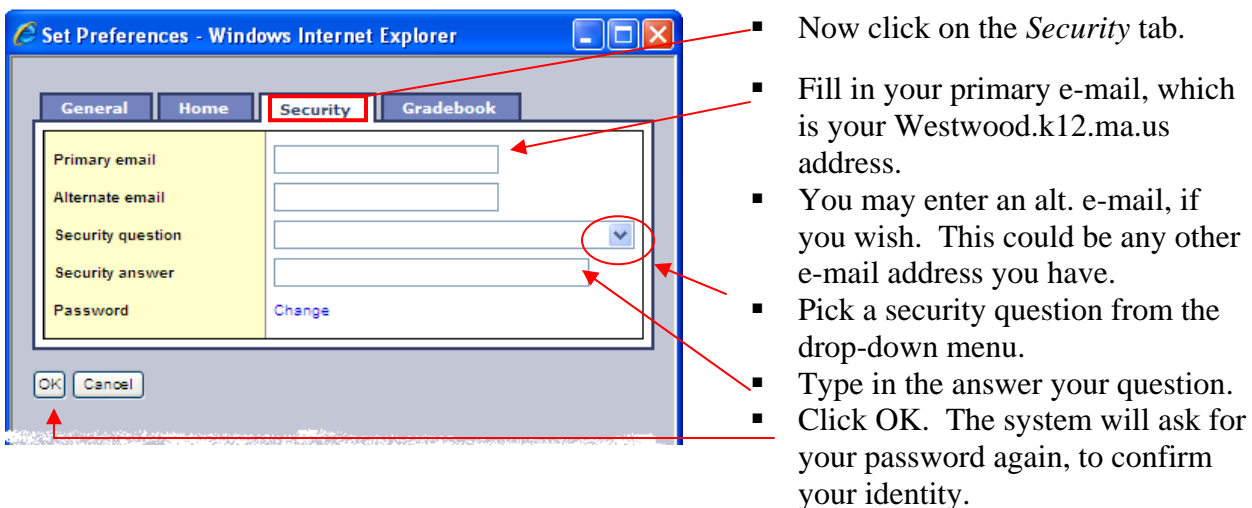 Set Preferences - Windows Internet Explorer
General Home Security Gradebook
Primary email
Alternate email
Security question
Security answer
Password Change
OK Cancel
▪ Now click on the Security tab.
▪ Fill in your primary e-mail, which
is your Westwood.k12.ma.us
address.
▪ You may enter an alt. e-mail, if
you wish. This could be any other
e-mail address you have.
▪ Pick a security question from the
drop-down menu.
▪ Type in the answer your question.
▪ Click OK. The system will ask for
your password again, to confirm
your identity.